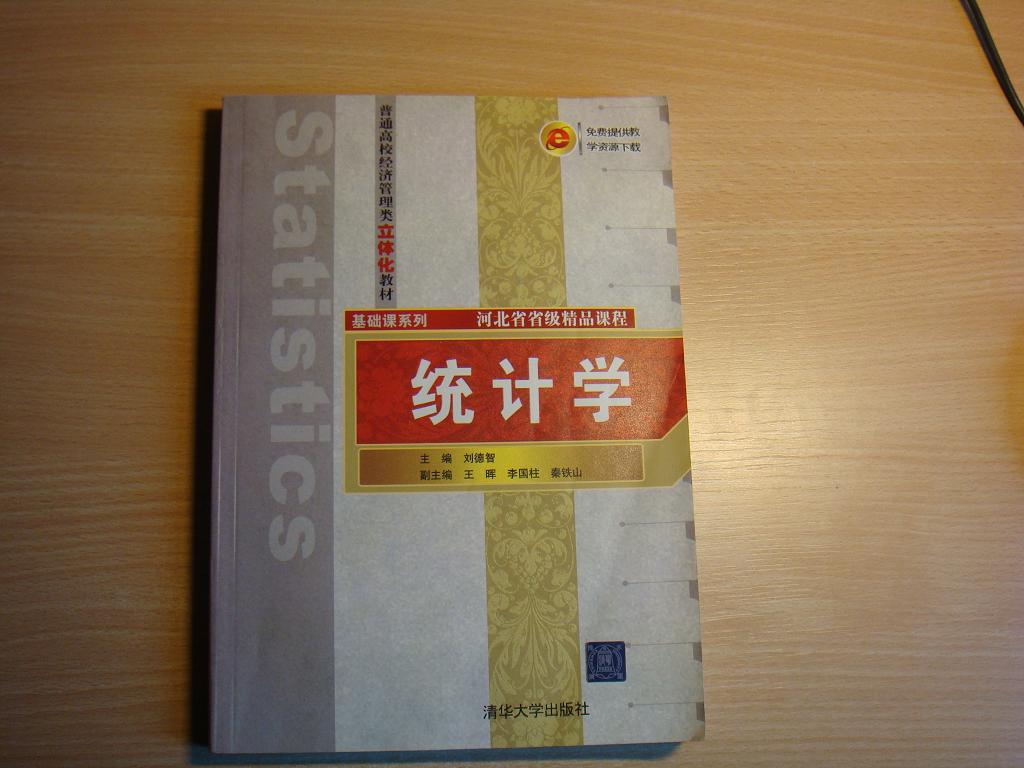 Statistics
普通高校经济管理类立体化教材
免费提供教
学资源下载
基础课系列 河北省省级精品课程
统计学
主 编 刘德智
副主编 王 晖 李国柱 秦铁山
清华大学出版社